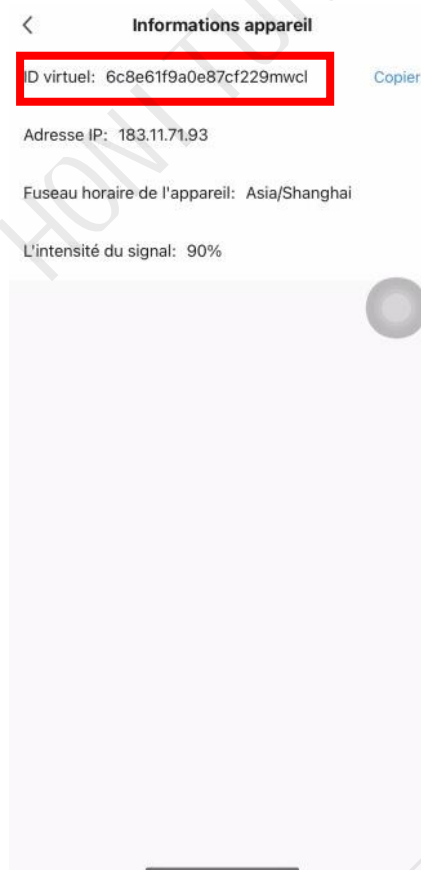 Informations appareil
ID virtuel: 6c8e61f9a0e87cf229mwcl Copier
Adresse IP: 183.11.71.93
Fuseau horaire de l'appareil: Asia/Shanghai
L'intensité du signal: 90%